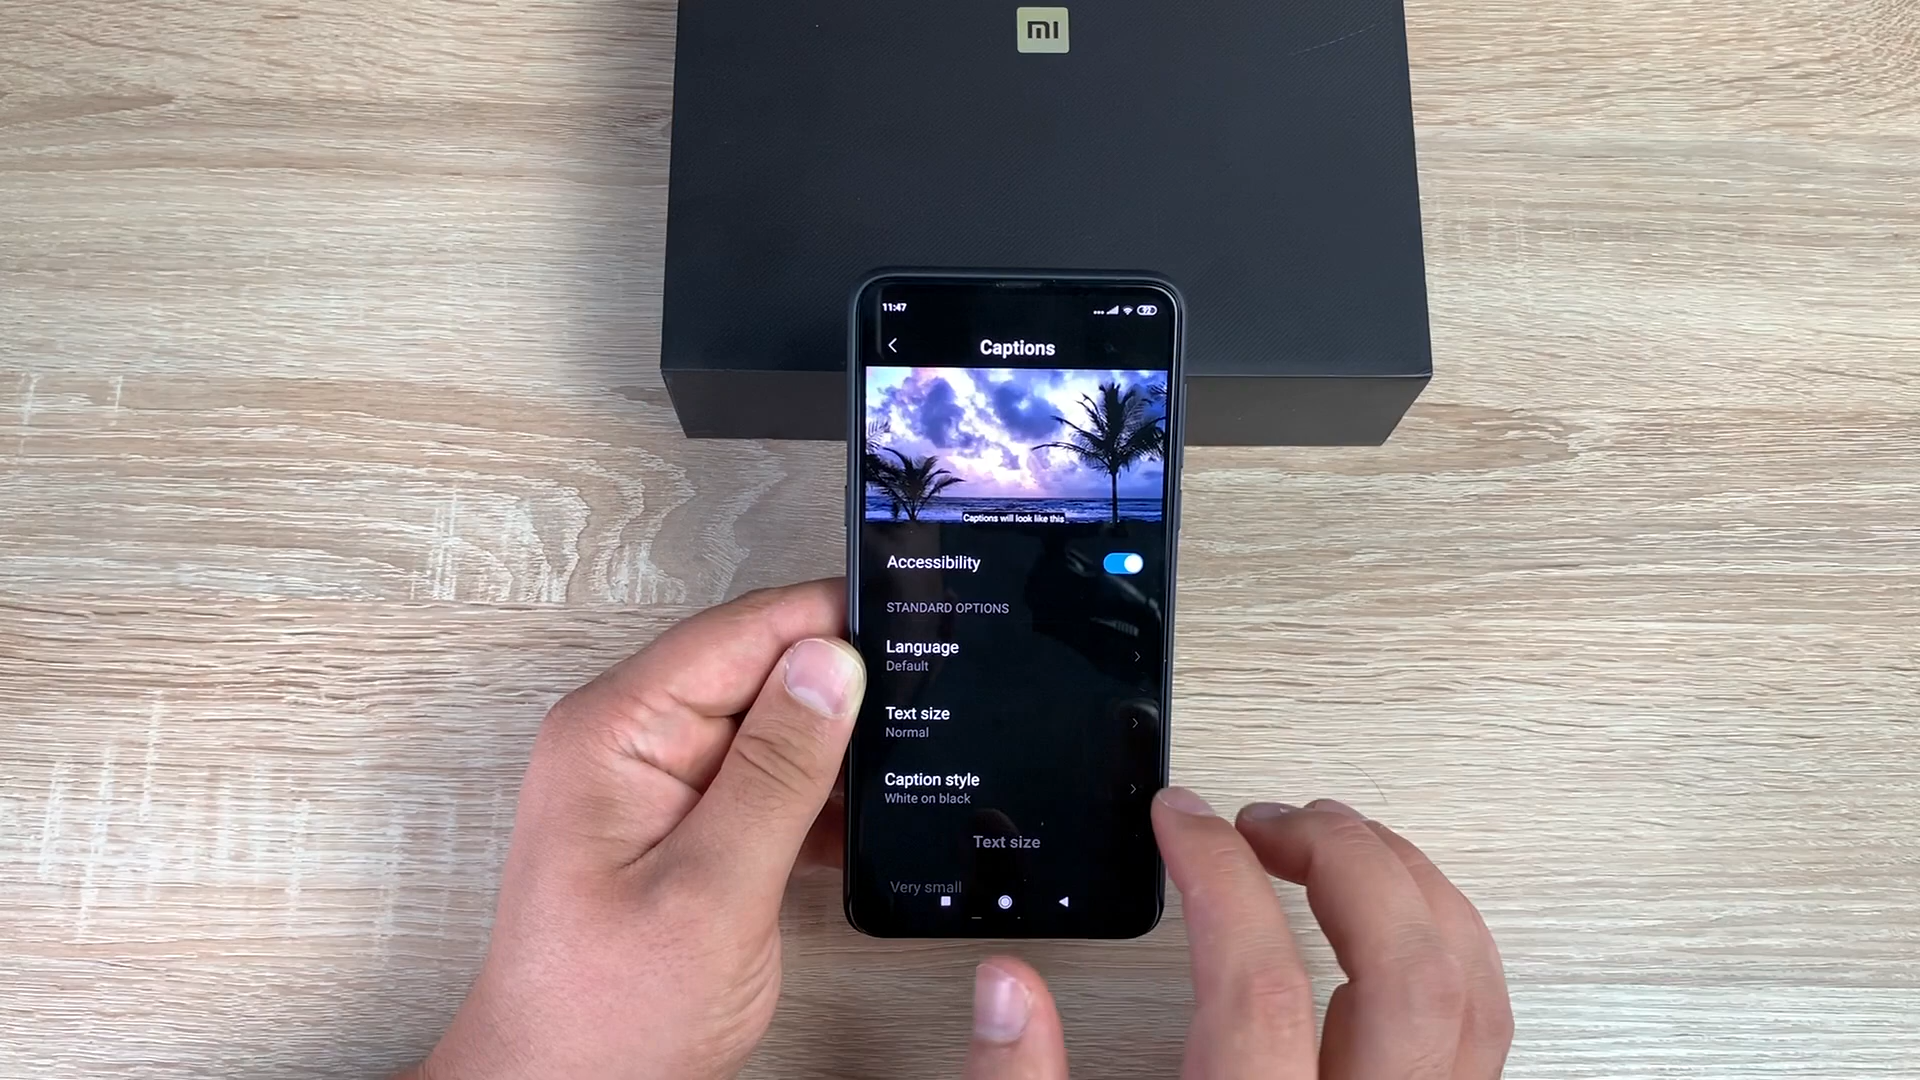 mi
11:47
Captions
Captions will look like this
Accessibility
STANDARD OPTIONS
Language
Default
Text size
Normal
Caption style
White on black
Text size
Very small